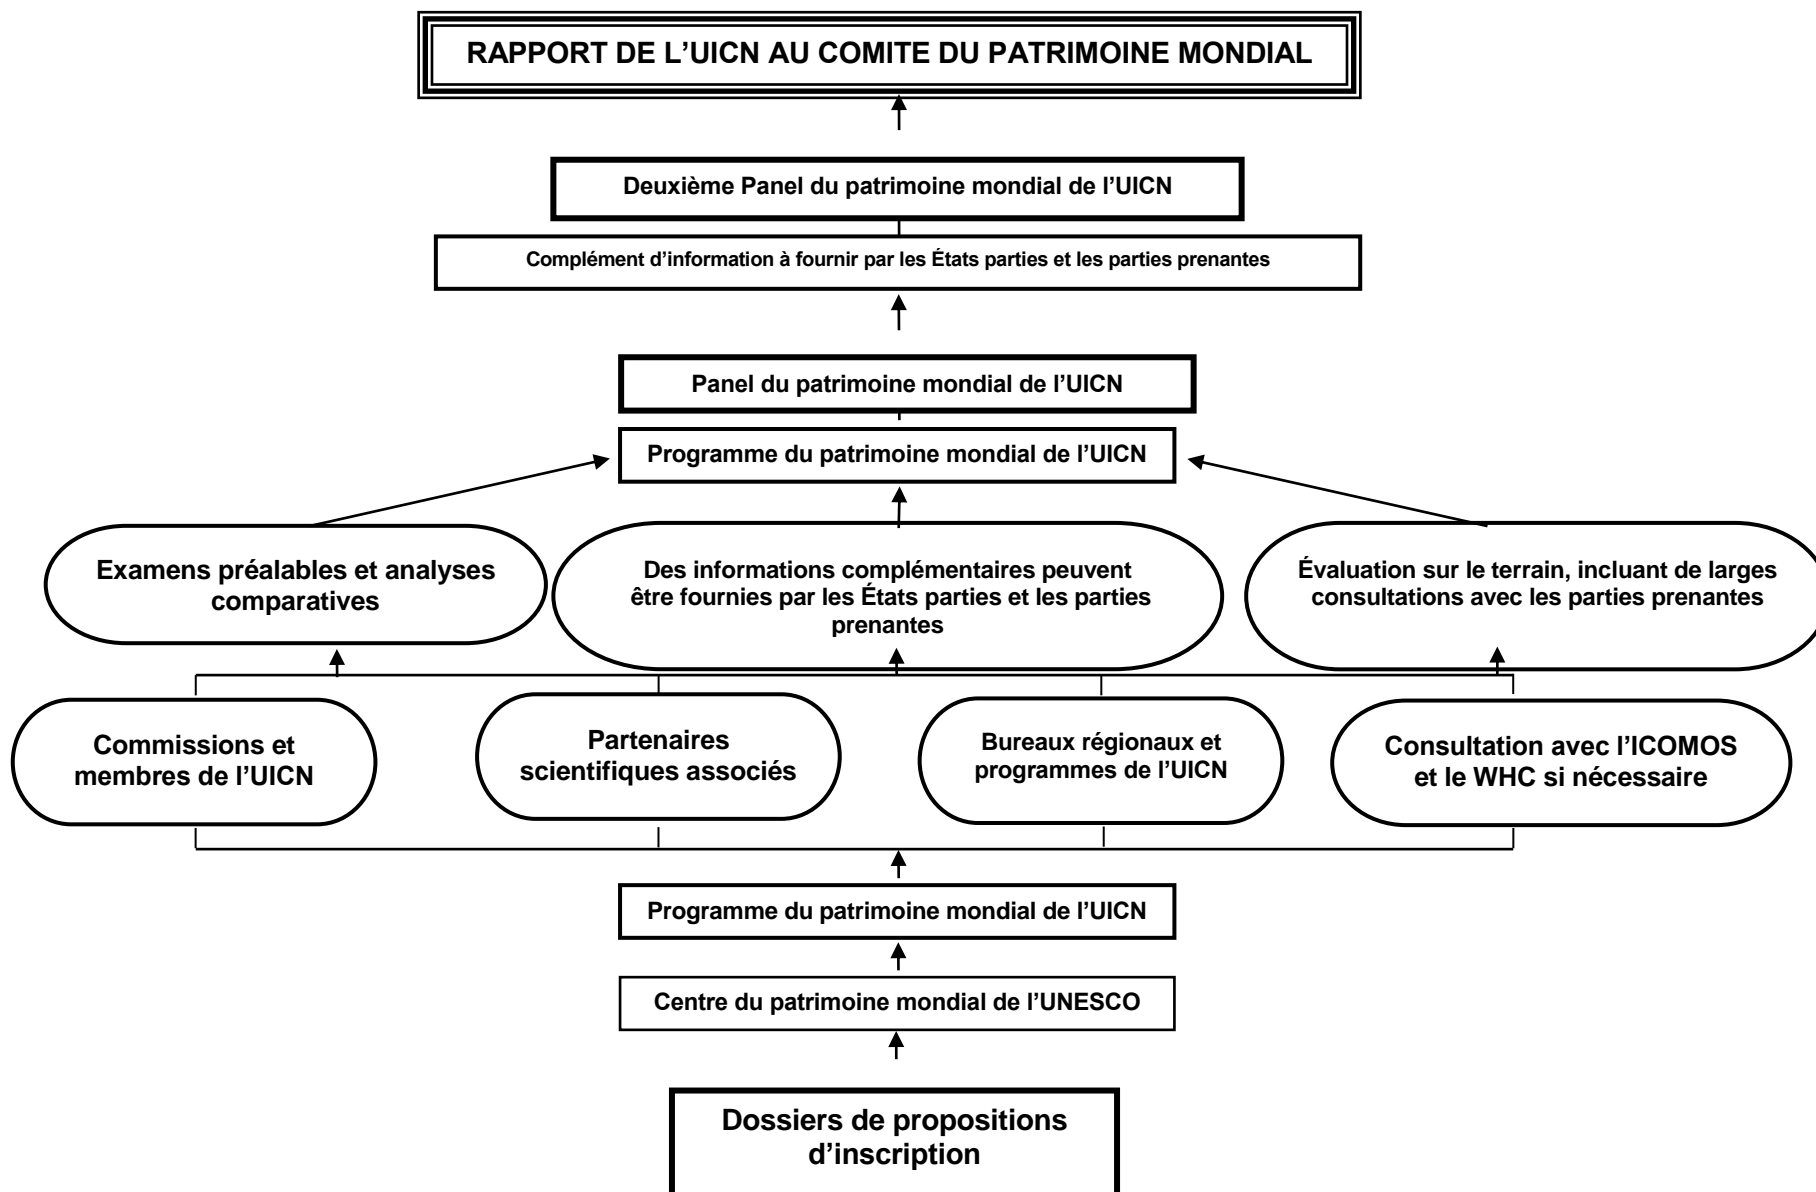 RAPPORT DE L’UICN AU COMITE DU PATRIMOINE MONDIAL
Deuxième Panel du patrimoine mondial de l’UICN
Complément d’information à fournir par les États parties et les parties prenantes
Panel du patrimoine mondial de l’UICN
Programme du patrimoine mondial de l’UICN
Examens préalables et analyses
comparatives
Des informations complémentaires peuvent
être fournies par les États parties et les parties
prenantes
Évaluation sur le terrain, incluant de larges
consultations avec les parties prenantes
Commissions et
membres de l’UICN
Partenaires
scientifiques associés
Bureaux régionaux et
programmes de l’UICN
Consultation avec l’ICOMOS
et le WHC si nécessaire
Programme du patrimoine mondial de l’UICN
Centre du patrimoine mondial de l’UNESCO
Dossiers de propositions
d’inscription